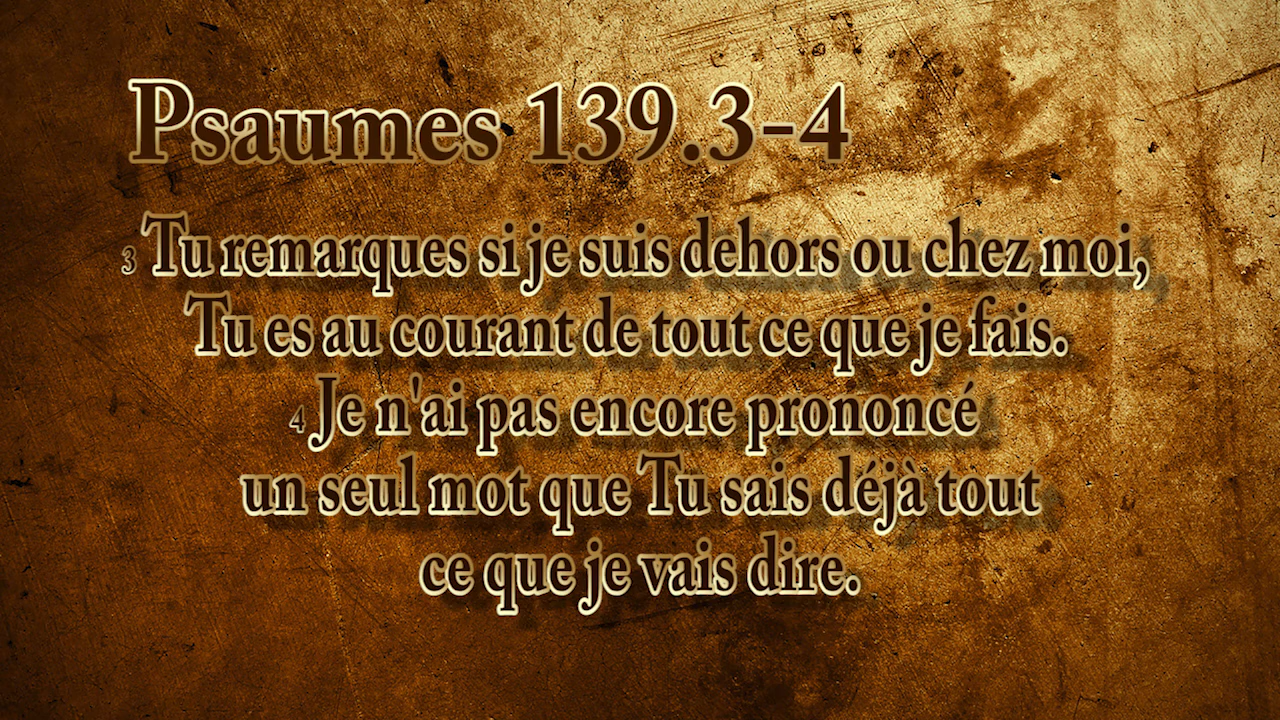 Psaumes 139.3-4
3 Tu remarques si je suis dehors ou chez moi,
Tu es au courant de tout ce que je fais.
4 Je n'ai pas encore prononcé
un seul mot que Tu sais déjà tout
ce que je vais dire.